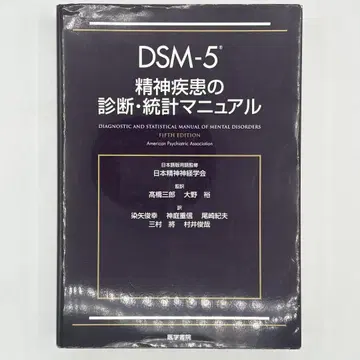 DSM-5®
精神疾患の
診断・統計マニュアル
DIAGNOSTIC AND STATISTICAL MANUAL OF MENTAL DISORDERS
FIFTH EDITION
American Psychiatric Association
日本語版用語監修
日本精神神経学会
監訳
髙橋三郎 大野 裕
訳
染矢俊幸 神庭重信 尾崎紀夫
三村 將 村井俊哉
医学書院